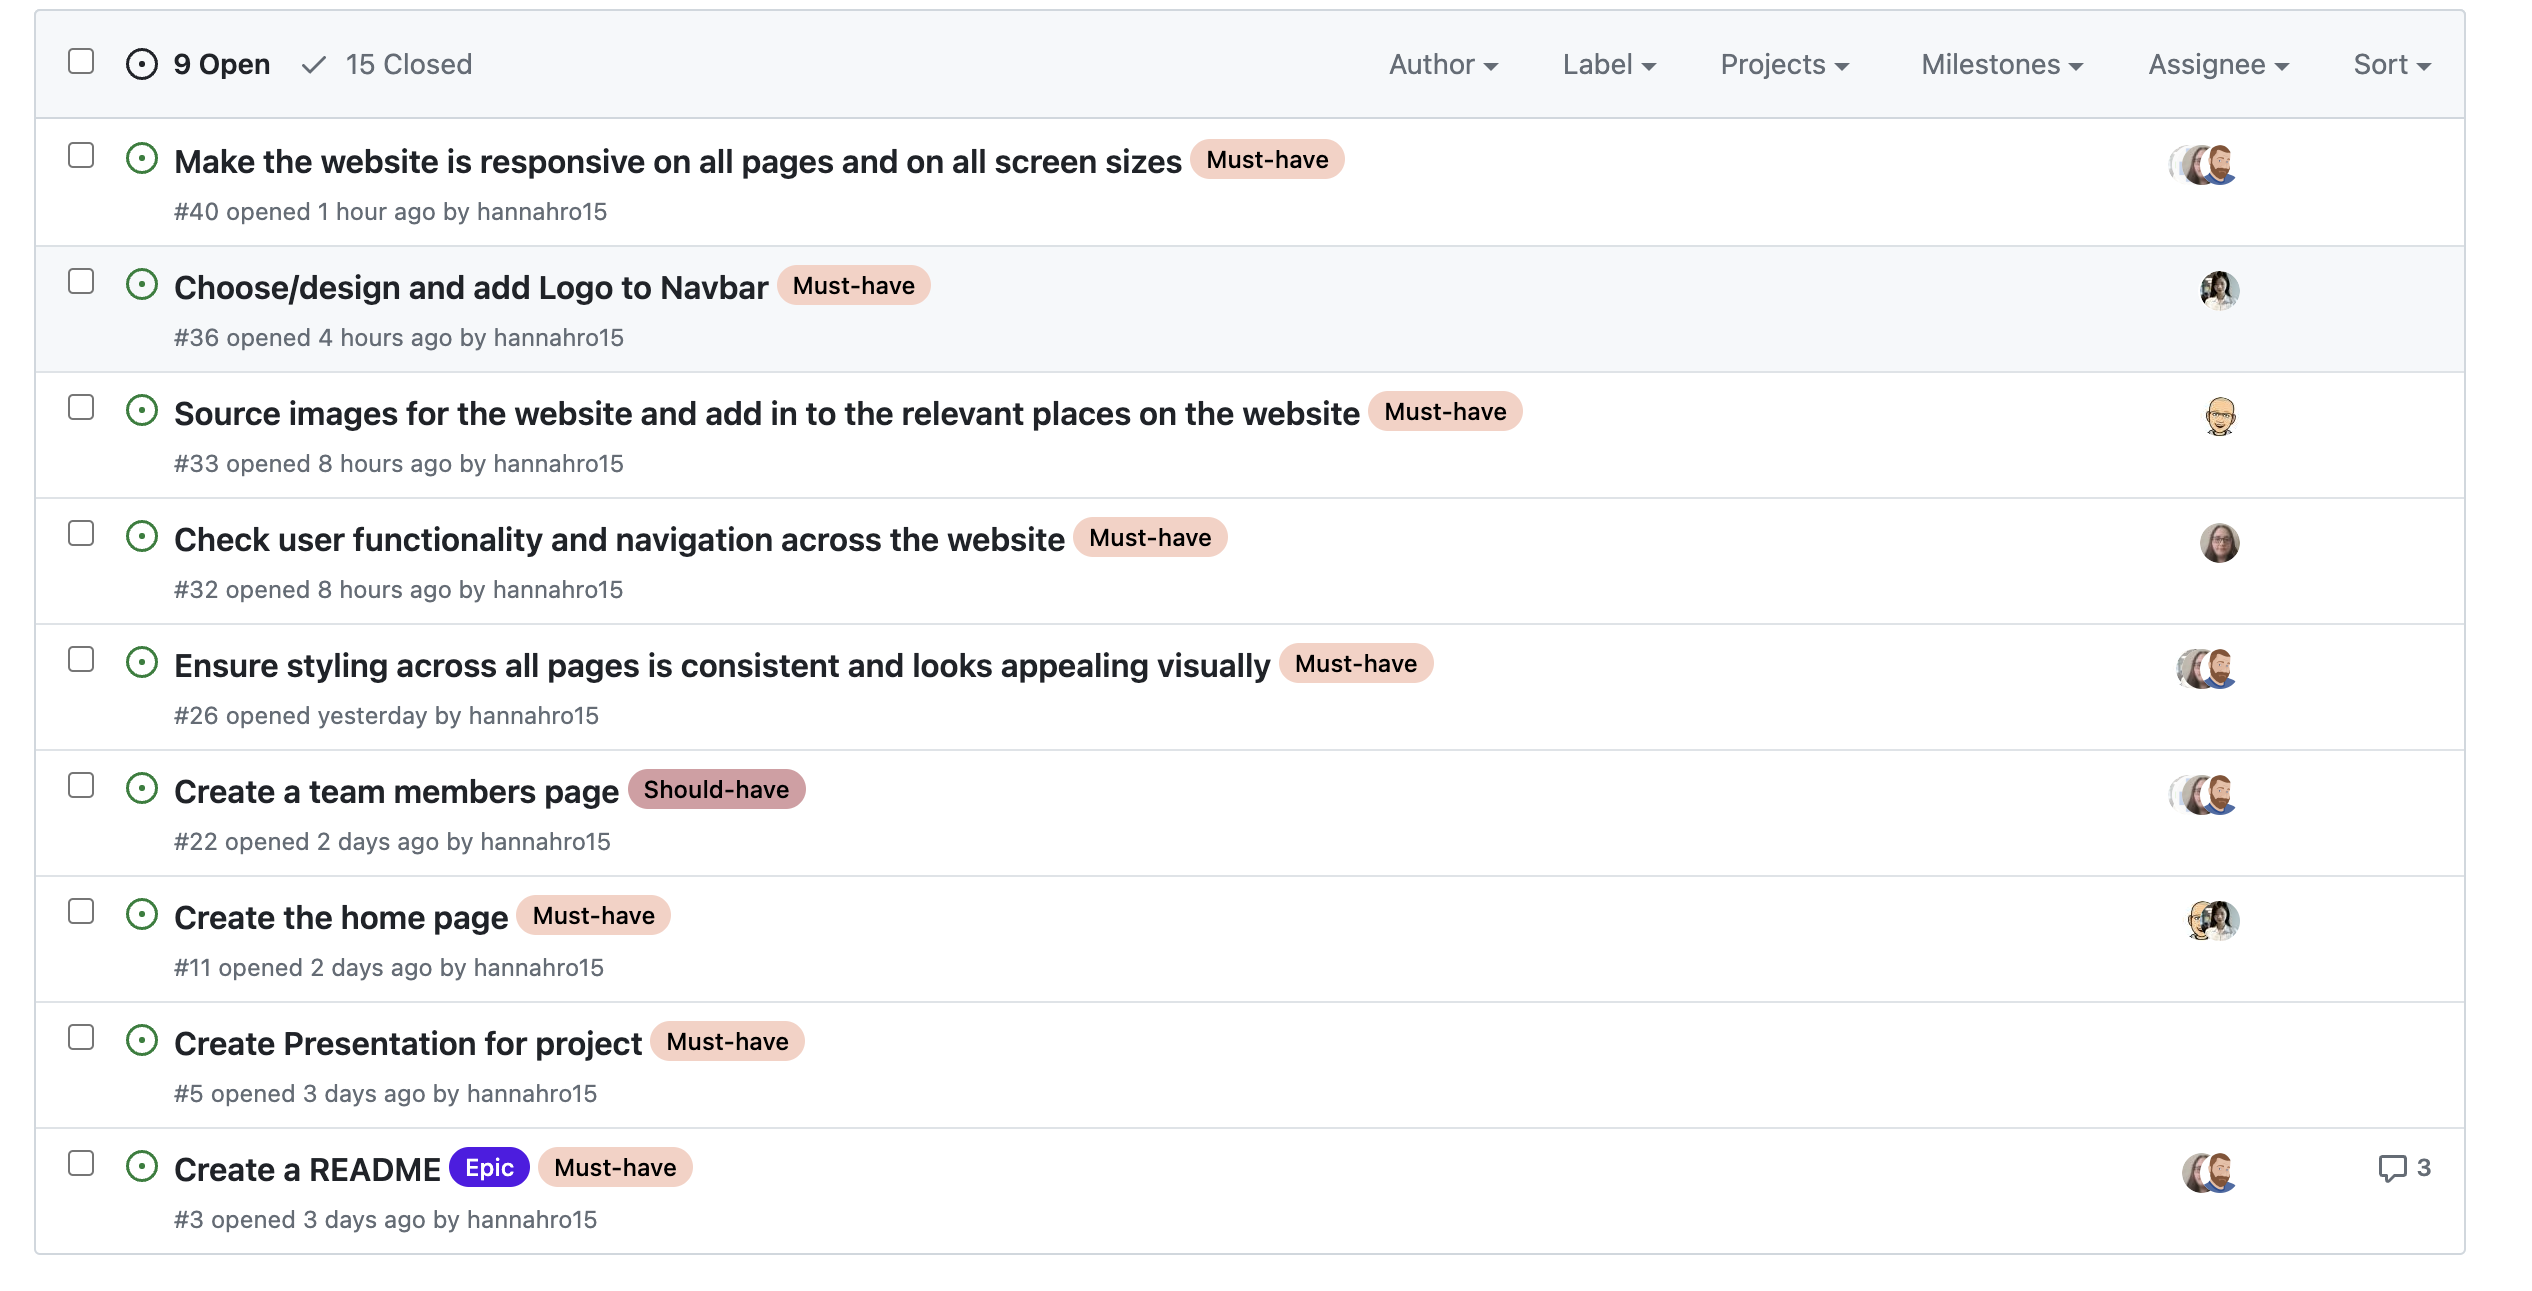 9 Open 15 Closed Author Label Projects Milestones Assignee Sort
Make the website is responsive on all pages and on all screen sizes Must-have
#40 opened 1 hour ago by hannahro15
Choose/design and add Logo to Navbar Must-have
#36 opened 4 hours ago by hannahro15
Source images for the website and add in to the relevant places on the website Must-have
#33 opened 8 hours ago by hannahro15
Check user functionality and navigation across the website Must-have
#32 opened 8 hours ago by hannahro15
Ensure styling across all pages is consistent and looks appealing visually Must-have
#26 opened yesterday by hannahro15
Create a team members page Should-have
#22 opened 2 days ago by hannahro15
Create the home page Must-have
#11 opened 2 days ago by hannahro15
Create Presentation for project Must-have
#5 opened 3 days ago by hannahro15
Create a README Epic Must-have 3
#3 opened 3 days ago by hannahro15